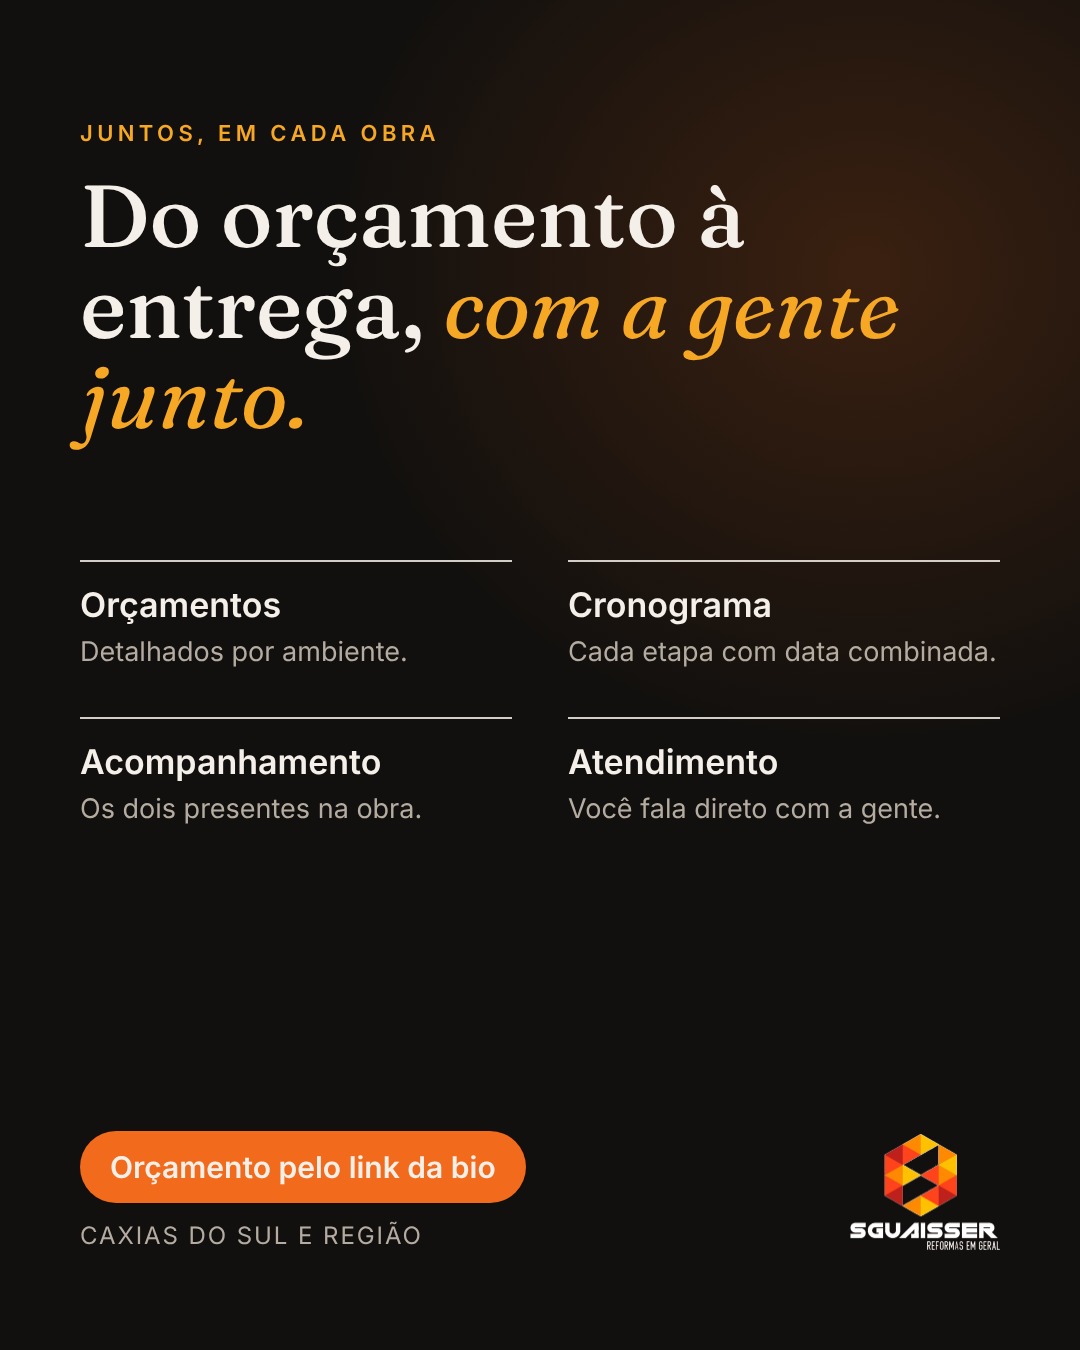 JUNTOS, EM CADA OBRA
Do orçamento à
entrega, com a gente
junto.
Orçamentos
Detalhados por ambiente.
Cronograma
Cada etapa com data combinada.
Acompanhamento
Os dois presentes na obra.
Atendimento
Você fala direto com a gente.
Orçamento pelo link da bio
CAXIAS DO SUL E REGIÃO
SGUAISSER
REFORMAS EM GERAL